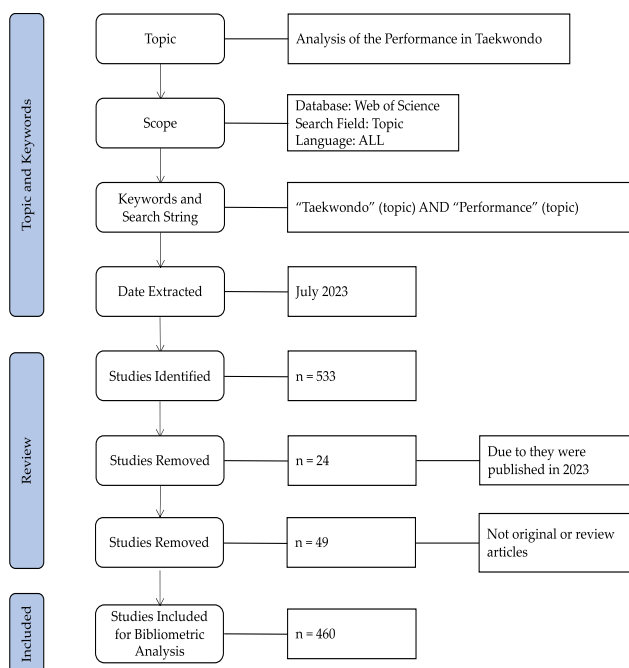 Topic and Keywords
Topic
Analysis of the Performance in Taekwondo
Scope
Database: Web of Science
Search Field: Topic
Language: ALL
Keywords and
Search String
“Taekwondo” (topic) AND “Performance” (topic)
Date Extracted
July 2023
Review
Studies Identified
n = 533
Studies Removed
n = 24
Due to they were
published in 2023
Studies Removed
n = 49
Not original or review
articles
Included
Studies Included
for Bibliometric
Analysis
n = 460